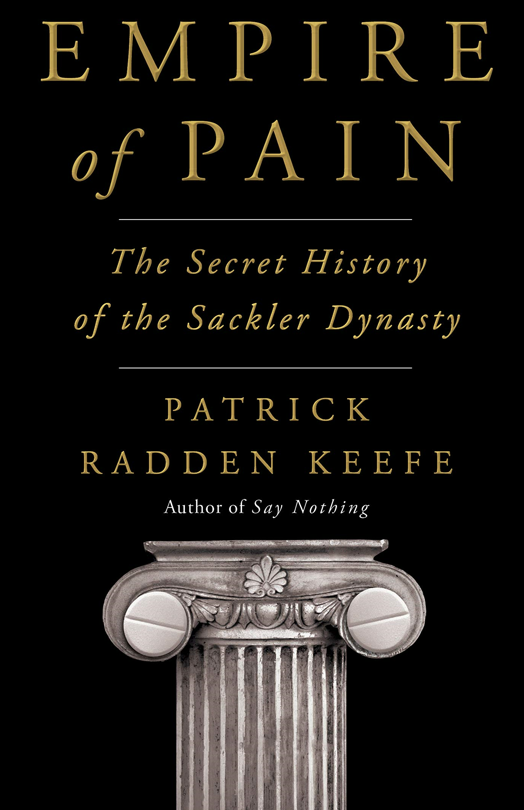 EMPIRE
of PAIN
The Secret History
of the Sackler Dynasty
PATRICK
RADDEN KEEFE
Author of Say Nothing